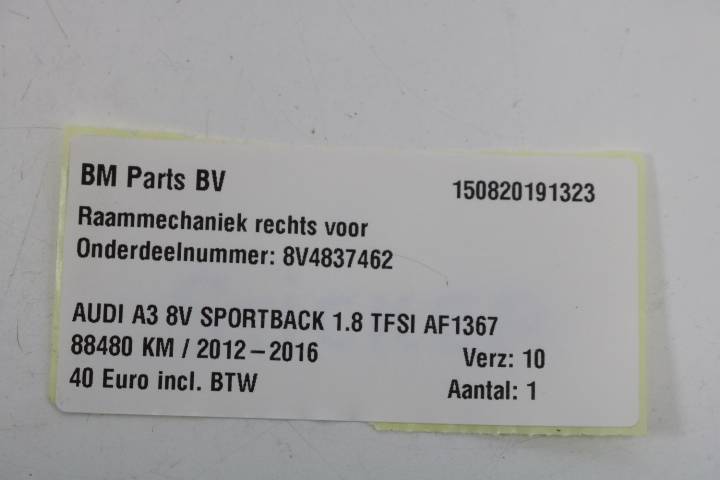 BM Parts BV 150820191323
Raammechaniek rechts voor
Onderdeelnummer: 8V4837462
AUDI A3 8V SPORTBACK 1.8 TFSI AF1367
88480 KM / 2012 – 2016 Verz: 10
40 Euro incl. BTW Aantal: 1